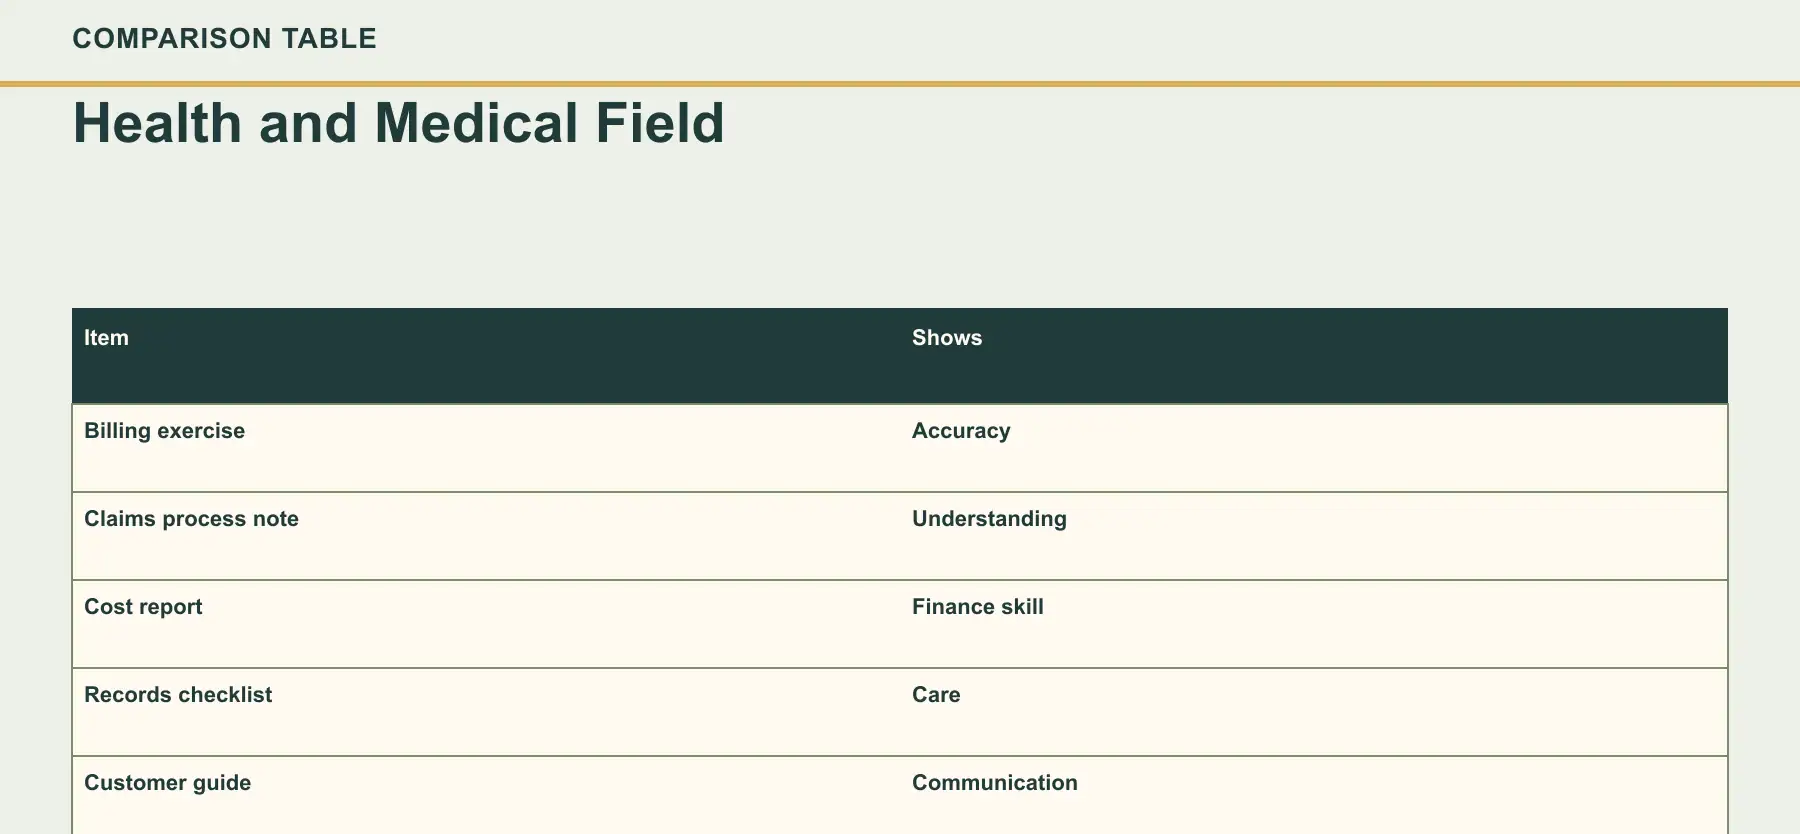 COMPARISON TABLE
Health and Medical Field
Item Shows
Billing exercise Accuracy
Claims process note Understanding
Cost report Finance skill
Records checklist Care
Customer guide Communication